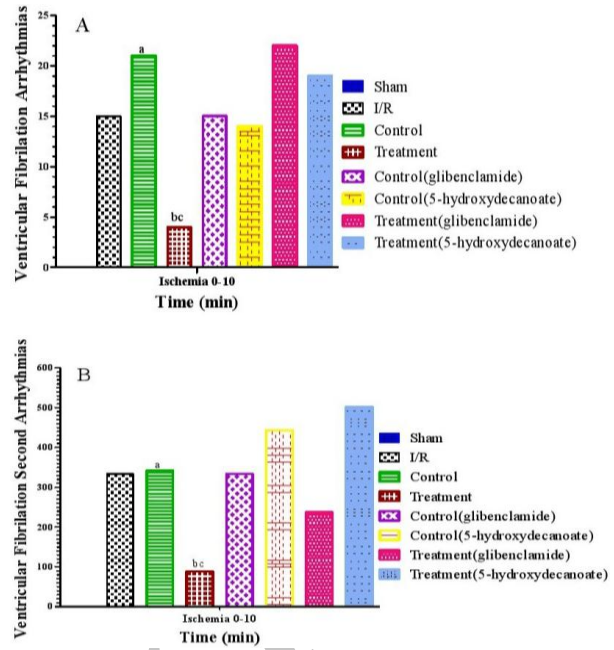 A
Ventricular Fibrilation Arrhythmias
25
20
15
10
5
0
a
bc
Ischemia 0-10
Time (min)
Sham
I/R
Control
Treatment
Control(glibenclamide)
Control(5-hydroxydecanoate)
Treatment(glibenclamide)
Treatment(5-hydroxydecanoate)
B
Ventricular Fibrilation Second Arrhythmias
600
500
400
300
200
100
0
a
bc
Ischemia 0-10
Time (min)
Sham
I/R
Control
Treatment
Control(glibenclamide)
Control(5-hydroxydecanoate)
Treatment(glibenclamide)
Treatment(5-hydroxydecanoate)